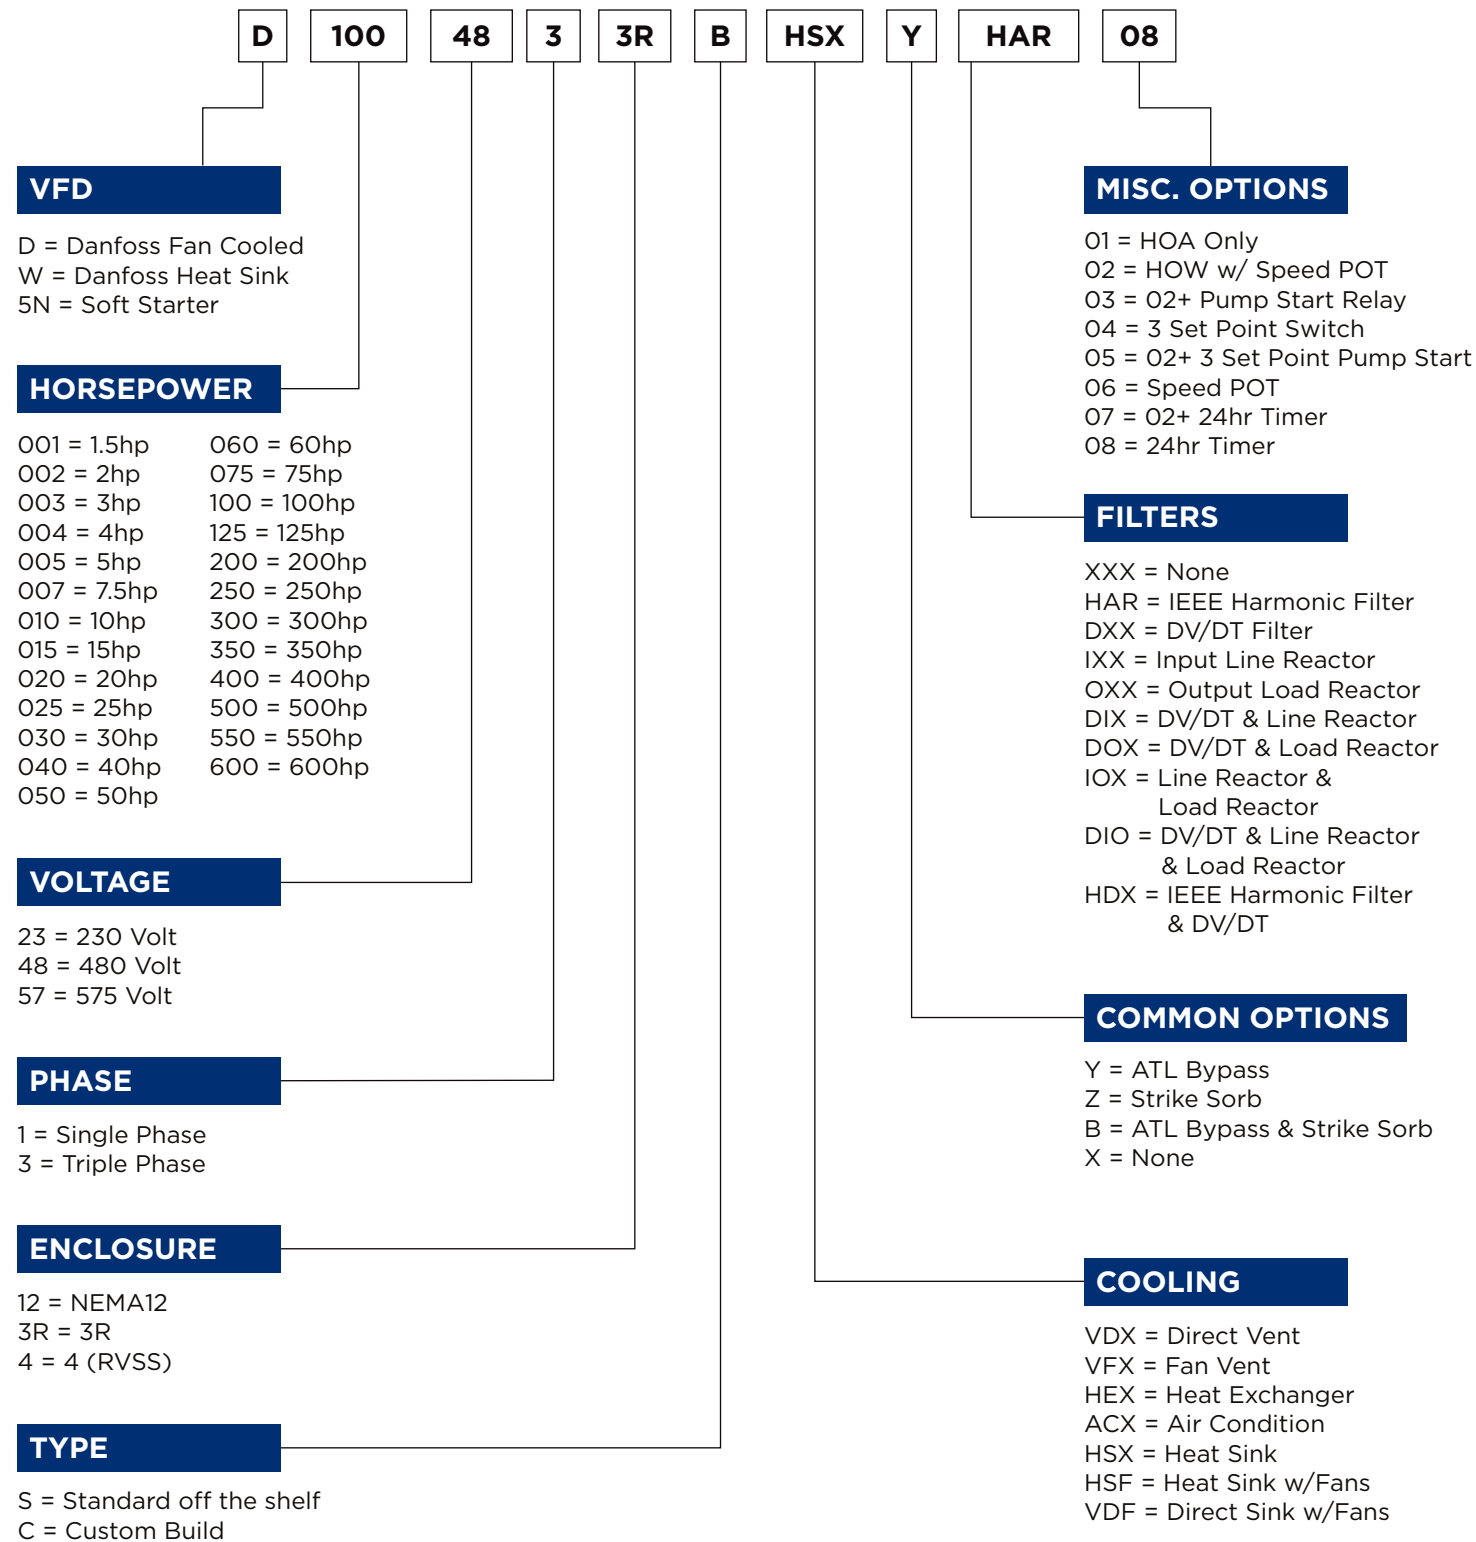 D 100 48 3 3R B HSX Y HAR 08
VFD
D = Danfoss Fan Cooled
W = Danfoss Heat Sink
5N = Soft Starter
HORSEPOWER
001 = 1.5hp
002 = 2hp
003 = 3hp
004 = 4hp
005 = 5hp
007 = 7.5hp
010 = 10hp
015 = 15hp
020 = 20hp
025 = 25hp
030 = 30hp
040 = 40hp
050 = 50hp
060 = 60hp
075 = 75hp
100 = 100hp
125 = 125hp
200 = 200hp
250 = 250hp
300 = 300hp
350 = 350hp
400 = 400hp
500 = 500hp
550 = 550hp
600 = 600hp
VOLTAGE
23 = 230 Volt
48 = 480 Volt
57 = 575 Volt
PHASE
1 = Single Phase
3 = Triple Phase
ENCLOSURE
12 = NEMA12
3R = 3R
4 = 4 (RVSS)
TYPE
S = Standard off the shelf
C = Custom Build
MISC. OPTIONS
01 = HOA Only
02 = HOW w/ Speed POT
03 = 02+ Pump Start Relay
04 = 3 Set Point Switch
05 = 02+ 3 Set Point Pump Start
06 = Speed POT
07 = 02+ 24hr Timer
08 = 24hr Timer
FILTERS
XXX = None
HAR = IEEE Harmonic Filter
DXX = DV/DT Filter
IXX = Input Line Reactor
OXX = Output Load Reactor
DIX = DV/DT & Line Reactor
DOX = DV/DT & Load Reactor
IOX = Line Reactor &
Load Reactor
DIO = DV/DT & Line Reactor
& Load Reactor
HDX = IEEE Harmonic Filter
& DV/DT
COMMON OPTIONS
Y = ATL Bypass
Z = Strike Sorb
B = ATL Bypass & Strike Sorb
X = None
COOLING
VDX = Direct Vent
VFX = Fan Vent
HEX = Heat Exchanger
ACX = Air Condition
HSX = Heat Sink
HSF = Heat Sink w/Fans
VDF = Direct Sink w/Fans